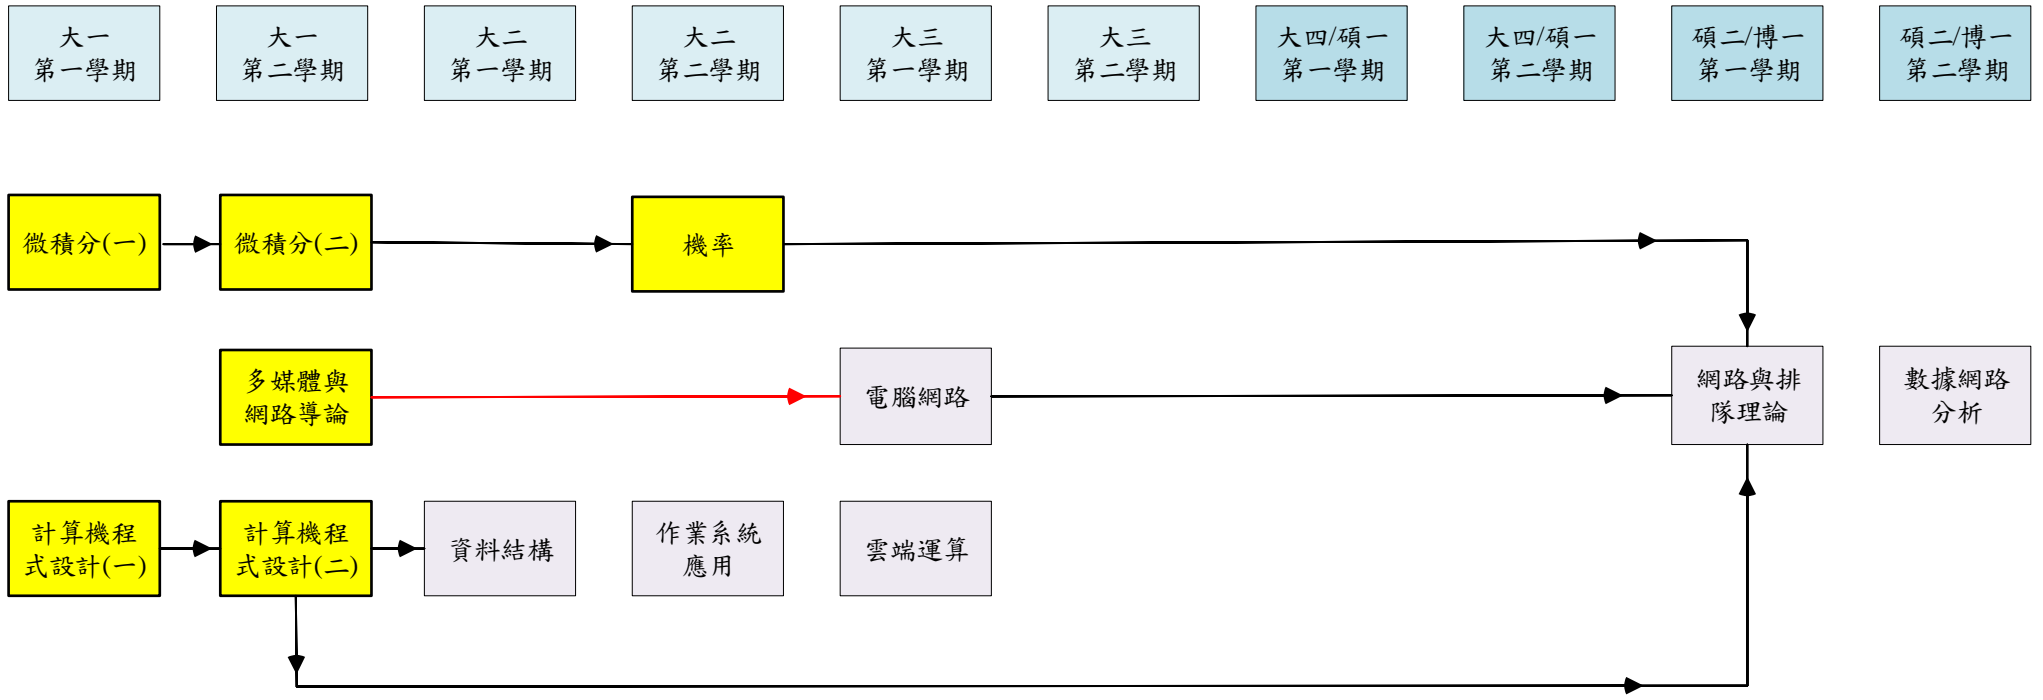 大一
第一學期
大一
第二學期
大二
第一學期
大二
第二學期
大三
第一學期
大三
第二學期
大四/碩一
第一學期
大四/碩一
第二學期
碩二/博一
第一學期
碩二/博一
第二學期
微積分(一)
微積分(二)
機率
多媒體與
網路導論
電腦網路
網路與排
隊理論
數據網路
分析
計算機程
式設計(一)
計算機程
式設計(二)
資料結構
作業系統
應用
雲端運算